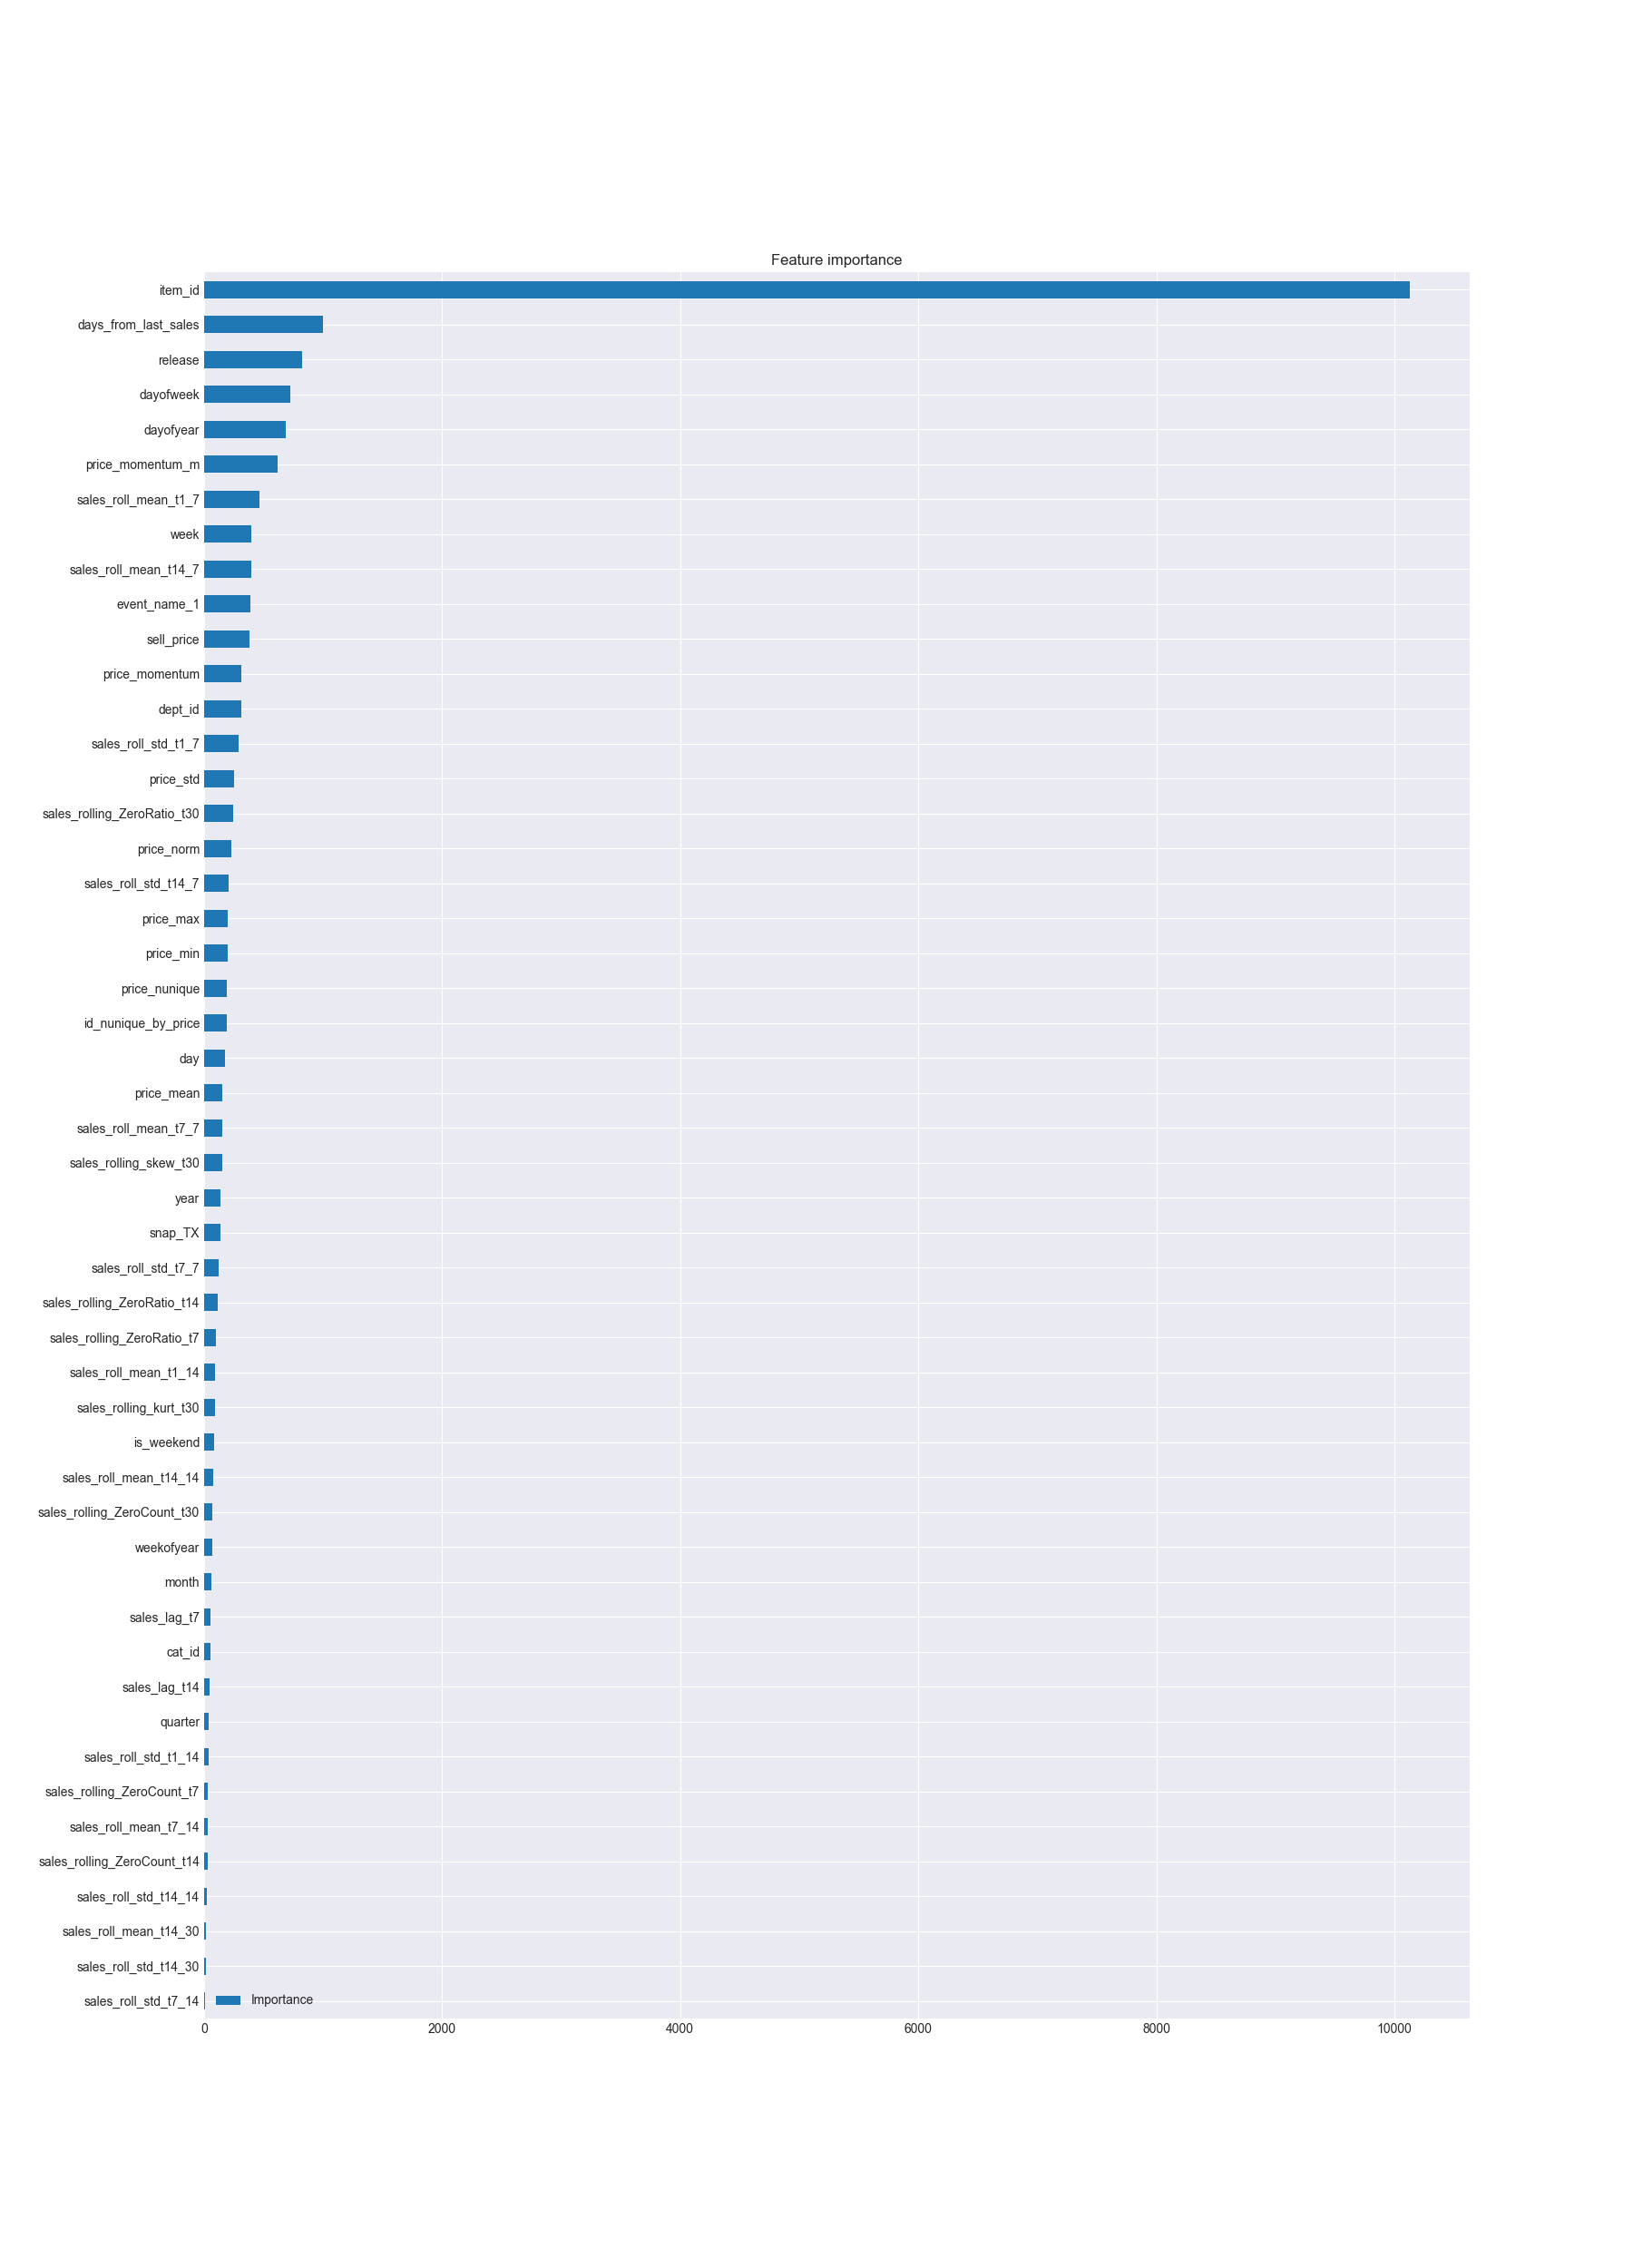 Feature importance
item_id
days_from_last_sales
release
dayofweek
dayofyear
price_momentum_m
sales_roll_mean_t1_7
week
sales_roll_mean_t14_7
event_name_1
sell_price
price_momentum
dept_id
sales_roll_std_t1_7
price_std
sales_rolling_ZeroRatio_t30
price_norm
sales_roll_std_t14_7
price_max
price_min
price_nunique
id_nunique_by_price
day
price_mean
sales_roll_mean_t7_7
sales_rolling_skew_t30
year
snap_TX
sales_roll_std_t7_7
sales_rolling_ZeroRatio_t14
sales_rolling_ZeroRatio_t7
sales_roll_mean_t1_14
sales_rolling_kurt_t30
is_weekend
sales_roll_mean_t14_14
sales_rolling_ZeroCount_t30
weekofyear
month
sales_lag_t7
cat_id
sales_lag_t14
quarter
sales_roll_std_t1_14
sales_rolling_ZeroCount_t7
sales_roll_mean_t7_14
sales_rolling_ZeroCount_t14
sales_roll_std_t14_14
sales_roll_mean_t14_30
sales_roll_std_t14_30
sales_roll_std_t7_14 Importance
0 2000 4000 6000 8000 10000